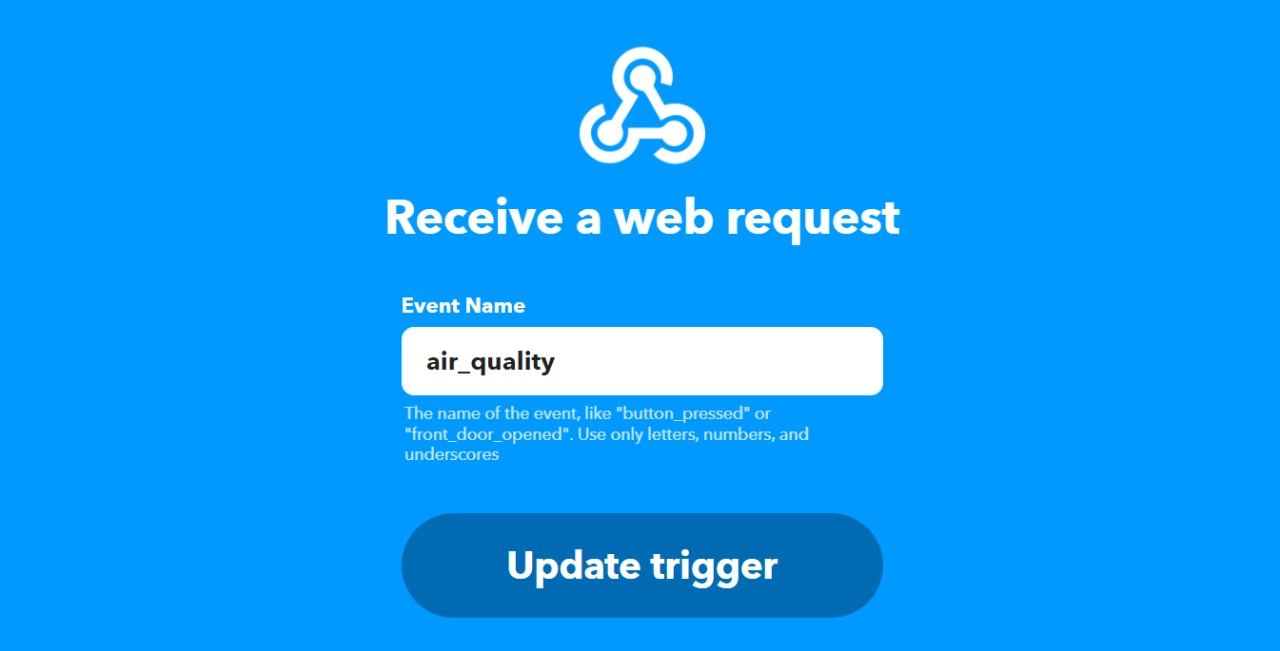 Receive a web request
Event Name
air_quality
The name of the event, like "button_pressed" or
"front_door_opened". Use only letters, numbers, and
underscores
Update trigger